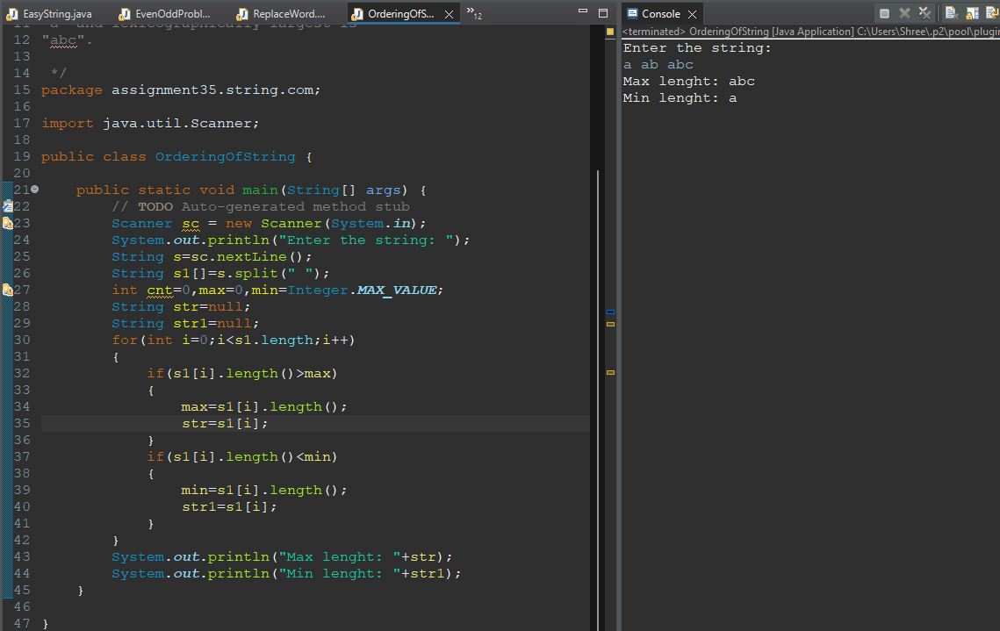 EasyString.java EvenOddProbl... ReplaceWord.... OrderingOfS... »12
11 'a' and lexicographically largest is
12 "abc".
13
14 */
15 package assignment35.string.com;
16
17 import java.util.Scanner;
18
19 public class OrderingOfString {
20
21 public static void main(String[] args) {
22 // TODO Auto-generated method stub
23 Scanner sc = new Scanner(System.in);
24 System.out.println("Enter the string: ");
25 String s=sc.nextLine();
26 String s1[]=s.split(" ");
27 int cnt=0,max=0,min=Integer.MAX_VALUE;
28 String str=null;
29 String str1=null;
30 for(int i=0;i<s1.length;i++)
31 {
32 if(s1[i].length()>max)
33 {
34 max=s1[i].length();
35 str=s1[i];
36 }
37 if(s1[i].length()<min)
38 {
39 min=s1[i].length();
40 str1=s1[i];
41 }
42 }
43 System.out.println("Max lenght: "+str);
44 System.out.println("Min lenght: "+str1);
45 }
46
47 }
Console
<terminated> OrderingOfString [Java Application] C:\Users\Shree\.p2\pool\plugin
Enter the string:
a ab abc
Max lenght: abc
Min lenght: a